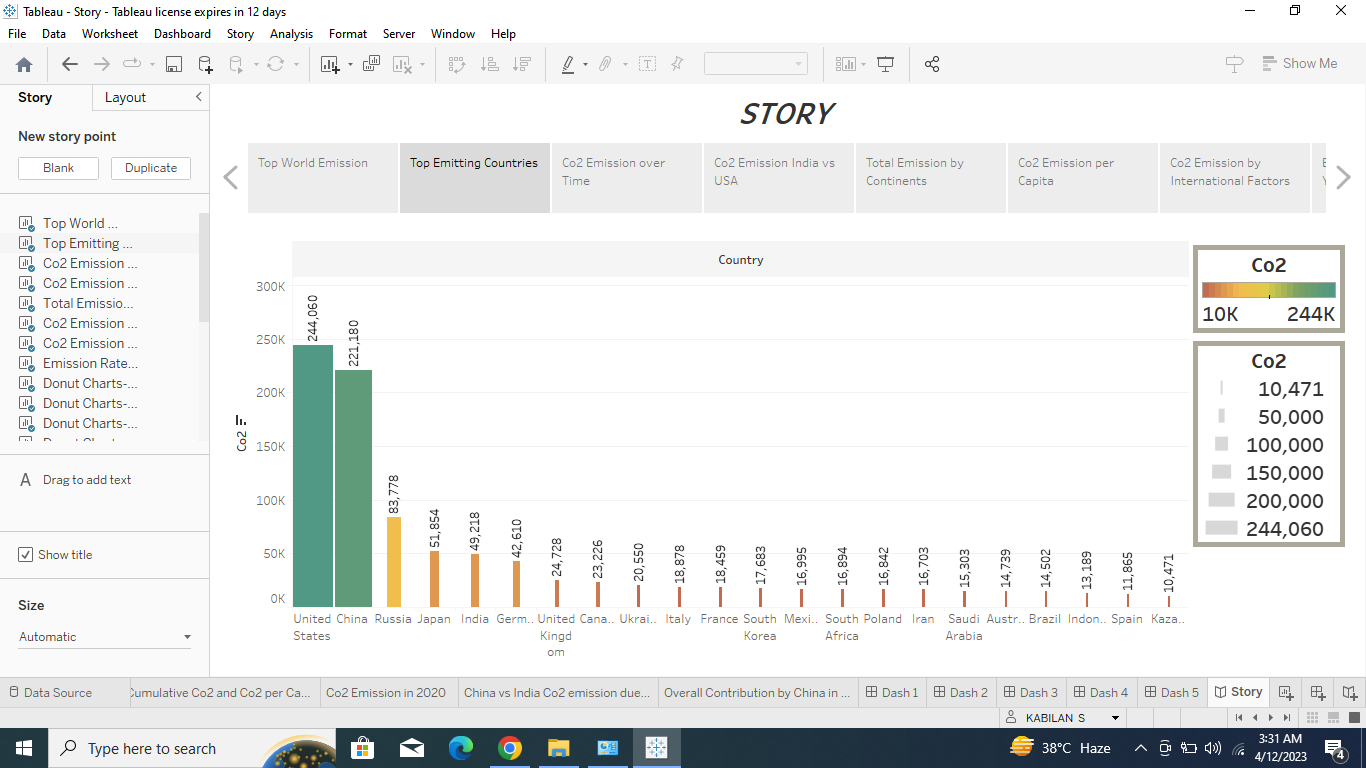 Tableau - Story - Tableau license expires in 12 days
File Data Worksheet Dashboard Story Analysis Format Server Window Help
Show Me
Story Layout
New story point
Blank Duplicate
Top World ...
Top Emitting ...
Co2 Emission ...
Co2 Emission ...
Total Emissio...
Co2 Emission ...
Co2 Emission ...
Emission Rate...
Donut Charts-...
Donut Charts-...
Donut Charts-...
A Drag to add text
Show title
Size
Automatic
STORY
Top World Emission
Top Emitting Countries
Co2 Emission over
Time
Co2 Emission India vs
USA
Total Emission by
Continents
Co2 Emission per
Capita
Co2 Emission by
International Factors
Country
Co2
300K
250K
200K
150K
100K
50K
0K
244,060
221,180
83,778
51,854
49,218
42,610
24,728
23,226
20,550
18,878
18,459
17,683
16,995
16,894
16,842
16,703
15,303
14,739
14,502
13,189
11,865
10,471
United
States
China
Russia
Japan
India
Germ..
United
Kingd
om
Cana..
Ukrai..
Italy
France
South
Korea
Mexi..
South
Africa
Poland
Iran
Saudi
Arabia
Austr..
Brazil
Indon..
Spain
Kaza..
Co2
10K 244K
Co2
10,471
50,000
100,000
150,000
200,000
244,060
Data Source Cumulative Co2 and Co2 per Ca... Co2 Emission in 2020 China vs India Co2 emission due... Overall Contribution by China in ... Dash 1 Dash 2 Dash 3 Dash 4 Dash 5 Story
KABILAN S
Type here to search
38°C Haze
3:31 AM
4/12/2023
4